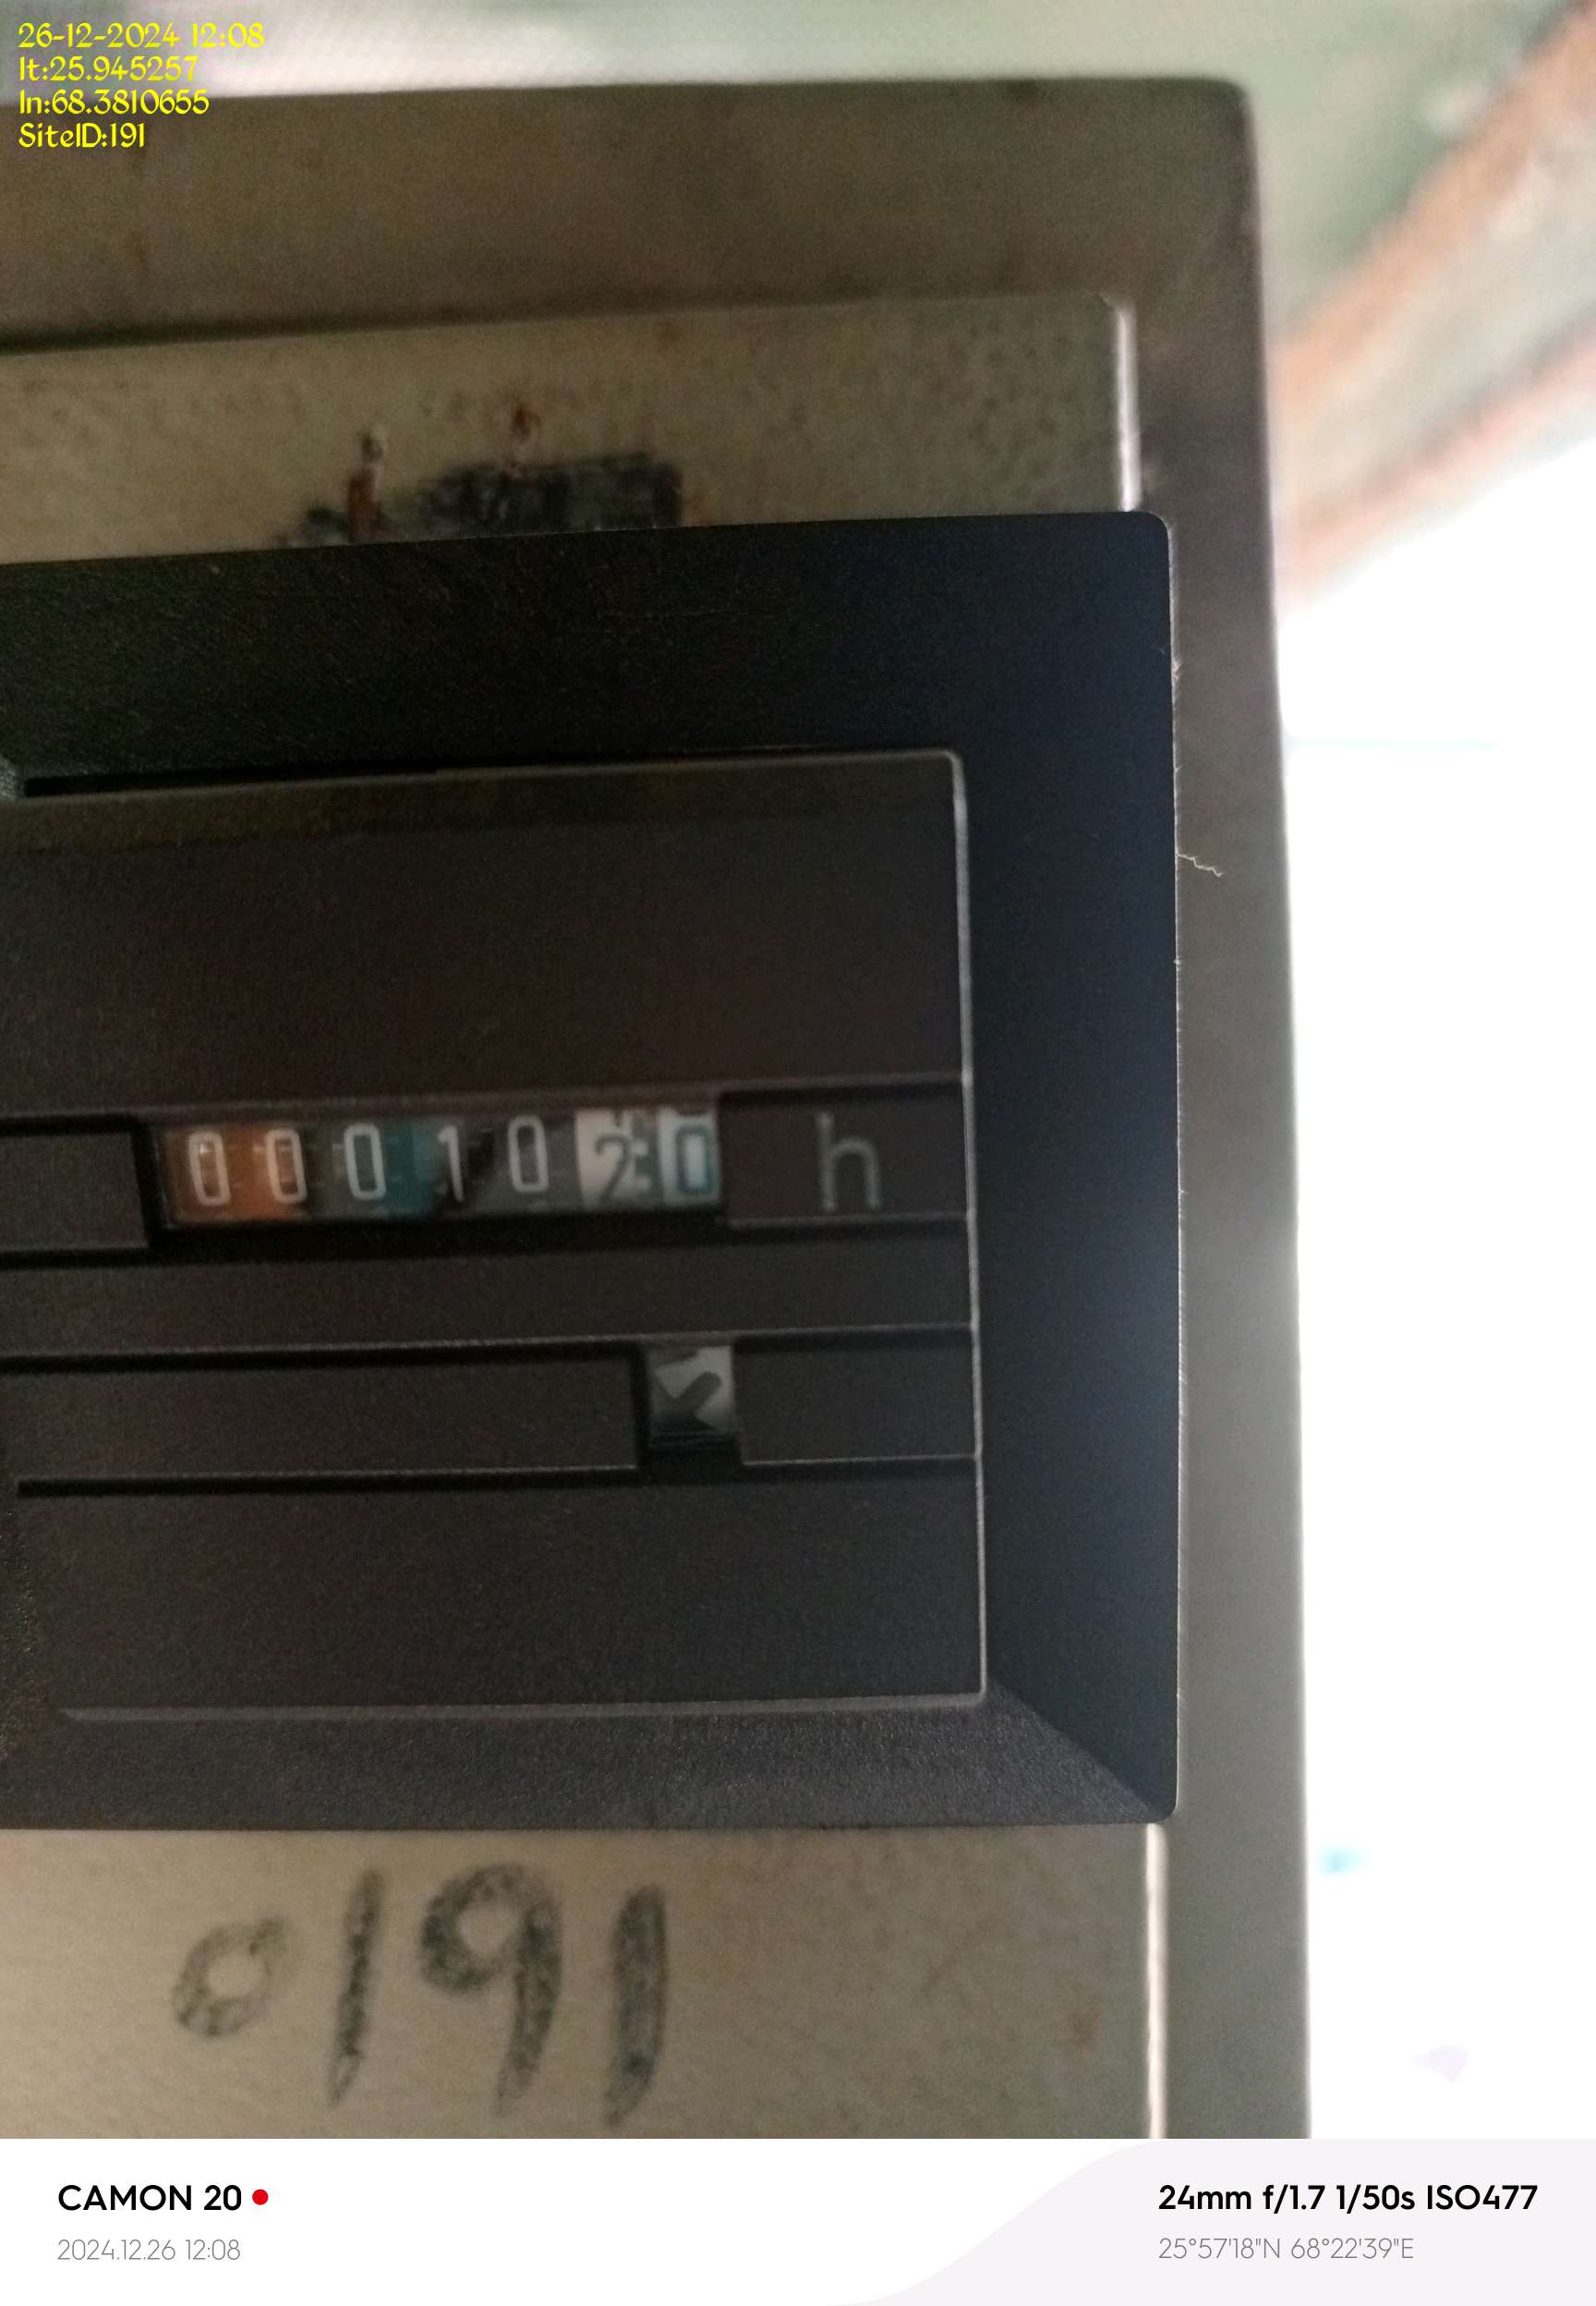 26-12-2024 12:08
lt:25.945257
ln:68.3810655
SiteID:191
0001020 h
0191
CAMON 20
24mm f/1.7 1/50s ISO477
2024.12.26 12:08
25°57'18"N 68°22'39"E